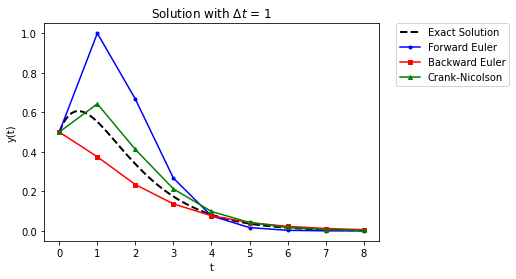 Solution with Δt = 1
Exact Solution
Forward Euler
Backward Euler
Crank-Nicolson
y(t)
1.0
0.8
0.6
0.4
0.2
0.0
0 1 2 3 4 5 6 7 8
t